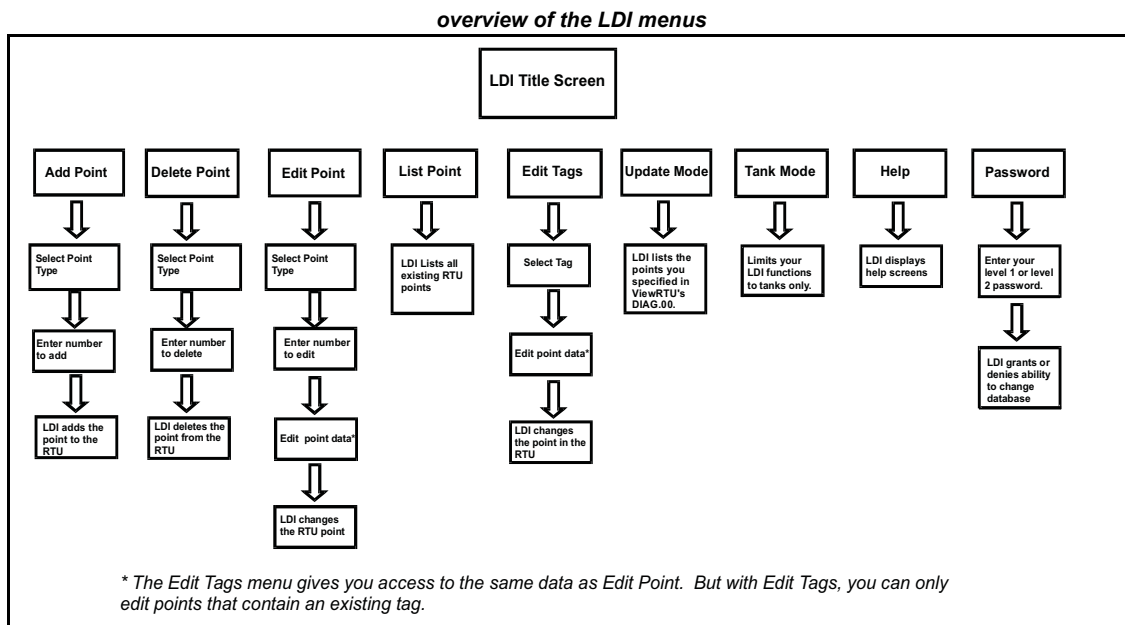 overview of the LDI menus
LDI Title Screen
Add Point
Delete Point
Edit Point
List Point
Edit Tags
Update Mode
Tank Mode
Help
Password
Select Point
Type
Select Point
Type
Select Point
Type
LDI Lists all
existing RTU
points
Select Tag
LDI lists the
points you
specified in
ViewRTU's
DIAG.00.
Limits your
LDI functions
to tanks only.
LDI displays
help screens
Enter your
level 1 or level
2 password.
Enter number
to add
Enter number
to delete
Enter number
to edit
Edit point data*
LDI grants or
denies ability
to change
database
LDI adds the
point to the
RTU
LDI deletes the
point from the
RTU
Edit point data*
LDI changes
the point in the
RTU
LDI changes
the RTU point
* The Edit Tags menu gives you access to the same data as Edit Point. But with Edit Tags, you can only
edit points that contain an existing tag.